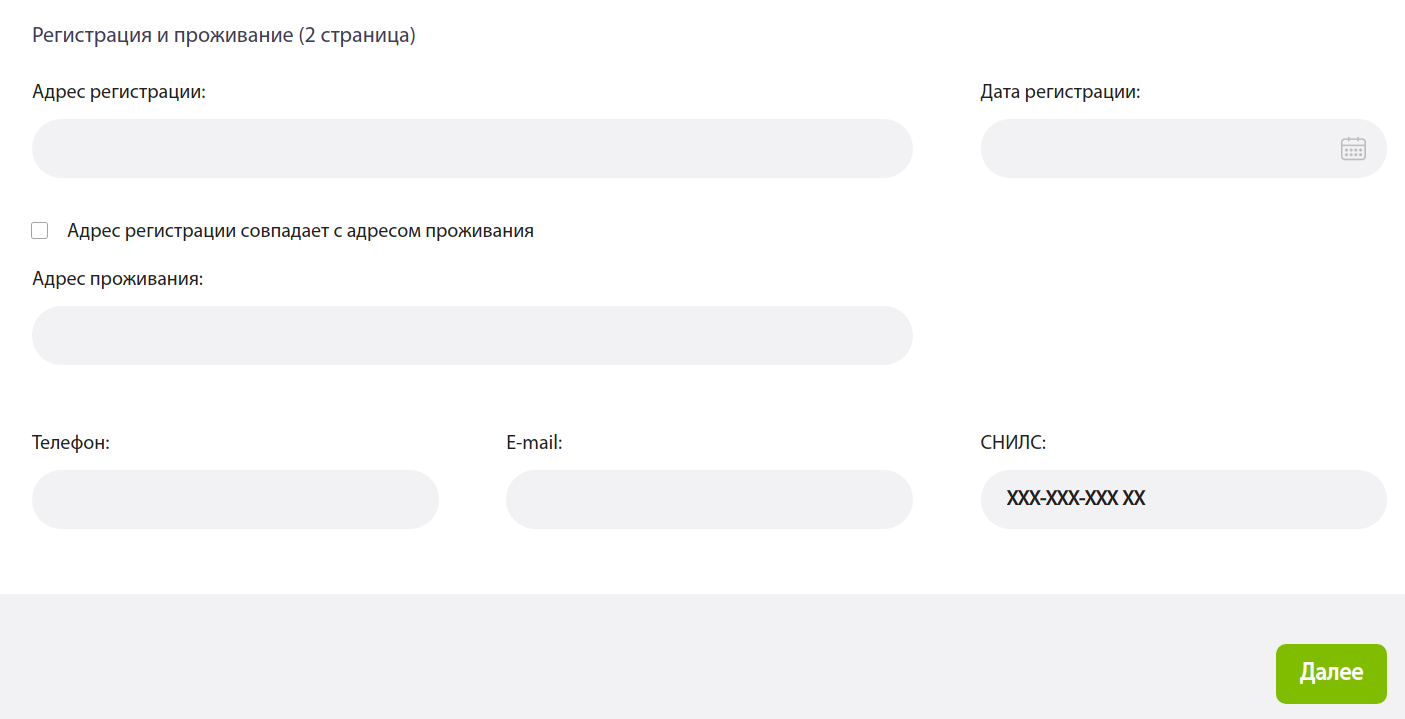 Регистрация и проживание (2 страница)
Адрес регистрации:
Дата регистрации:
Адрес регистрации совпадает с адресом проживания
Адрес проживания:
Телефон:
E-mail:
СНИЛС:
XXX-XXX-XXX XX
Далее